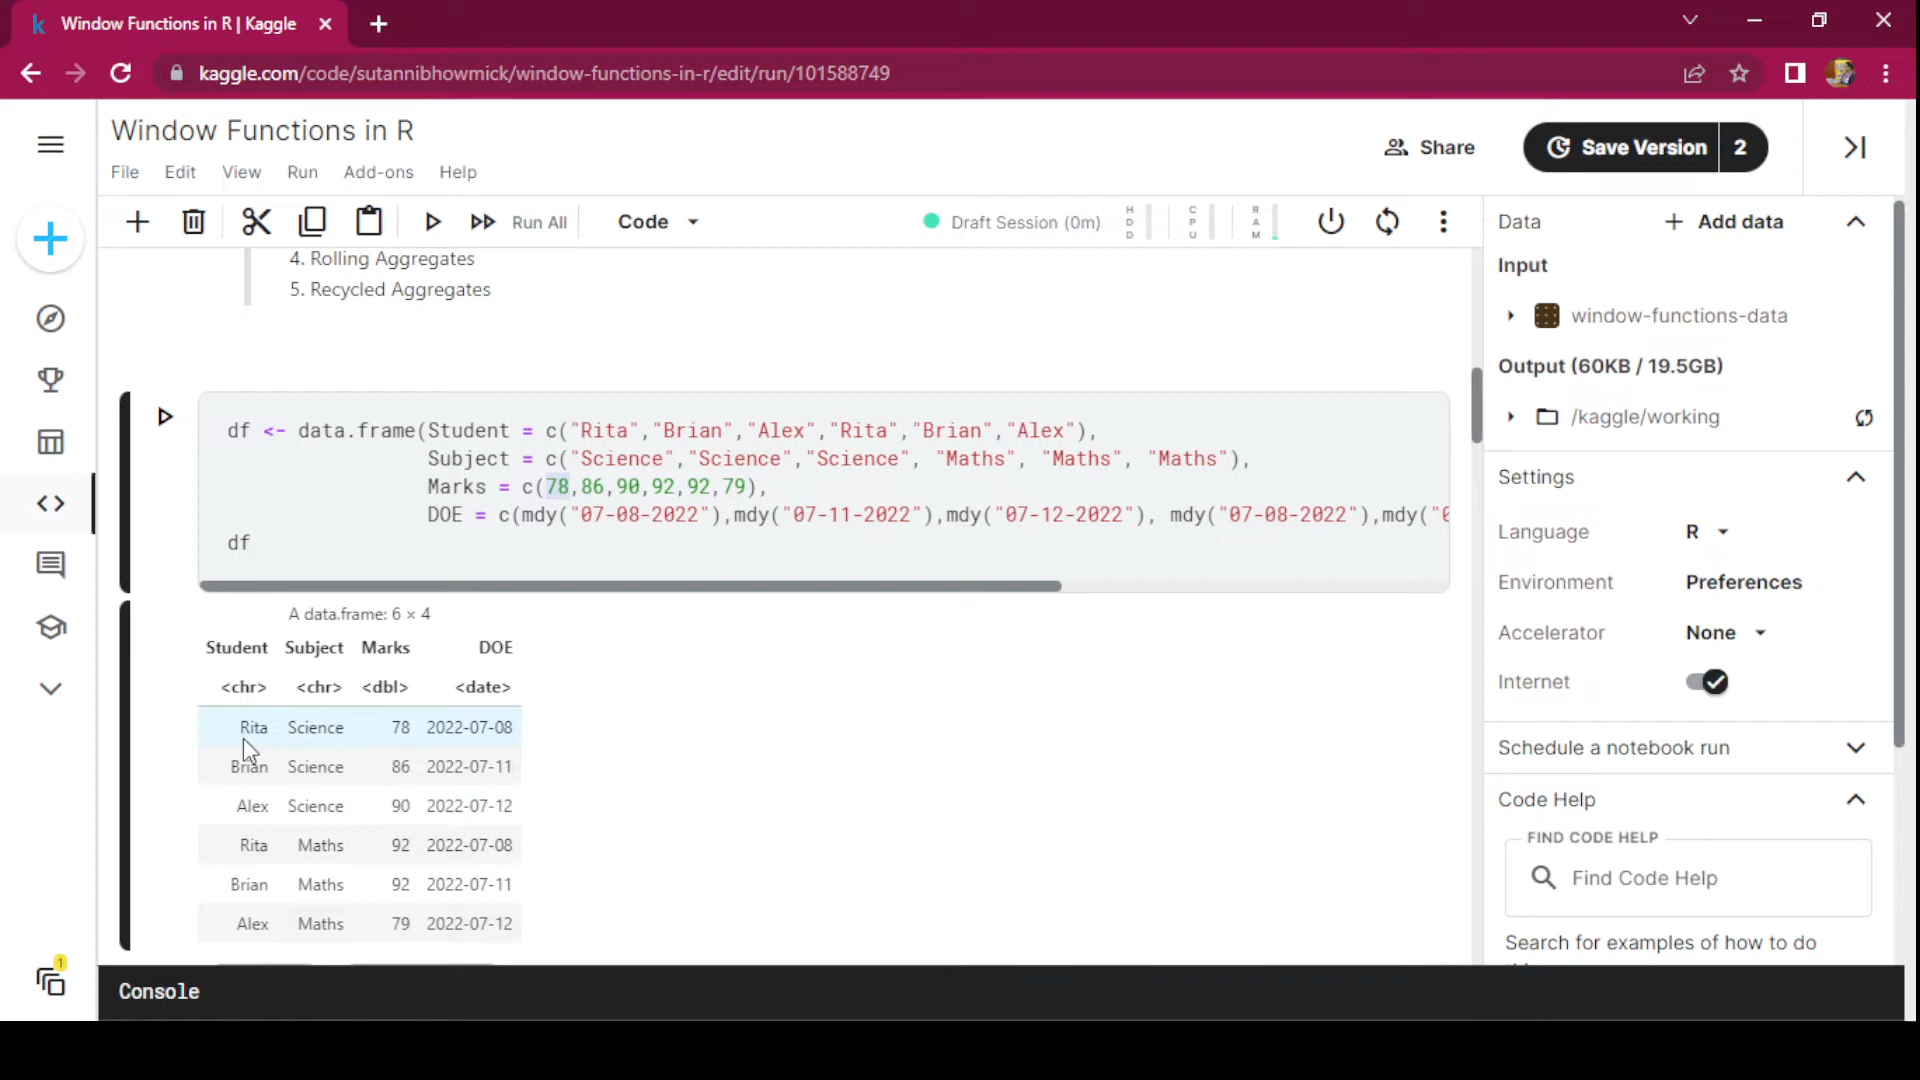 Window Functions in R | Kaggle
kaggle.com/code/sutannibhowmick/window-functions-in-r/edit/run/101588749
Window Functions in R
File Edit View Run Add-ons Help
Share
Save Version 2
Run All
Code
Draft Session (0m)
HDD
CPU
RAM
4. Rolling Aggregates
5. Recycled Aggregates
df <- data.frame(Student = c("Rita","Brian","Alex","Rita","Brian","Alex"),
Subject = c("Science","Science","Science", "Maths", "Maths", "Maths"),
Marks = c(78,86,90,92,92,79),
DOE = c(mdy("07-08-2022"),mdy("07-11-2022"),mdy("07-12-2022"), mdy("07-08-2022"),mdy("0
df
A data.frame: 6 × 4
Student Subject Marks DOE
<chr> <chr> <dbl> <date>
Rita Science 78 2022-07-08
Brian Science 86 2022-07-11
Alex Science 90 2022-07-12
Rita Maths 92 2022-07-08
Brian Maths 92 2022-07-11
Alex Maths 79 2022-07-12
Console
1
Data
Add data
Input
window-functions-data
Output (60KB / 19.5GB)
/kaggle/working
Settings
Language R
Environment Preferences
Accelerator None
Internet
Schedule a notebook run
Code Help
FIND CODE HELP
Find Code Help
Search for examples of how to do